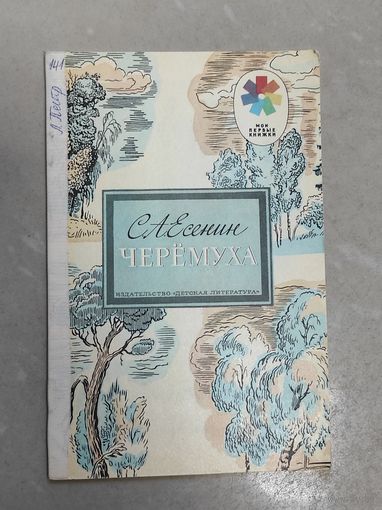 МОИ
ПЕРВЫЕ
КНИЖКИ
С.А.Есенин
ЧЕРЁМУХА
ИЗДАТЕЛЬСТВО «ДЕТСКАЯ ЛИТЕРАТУРА»